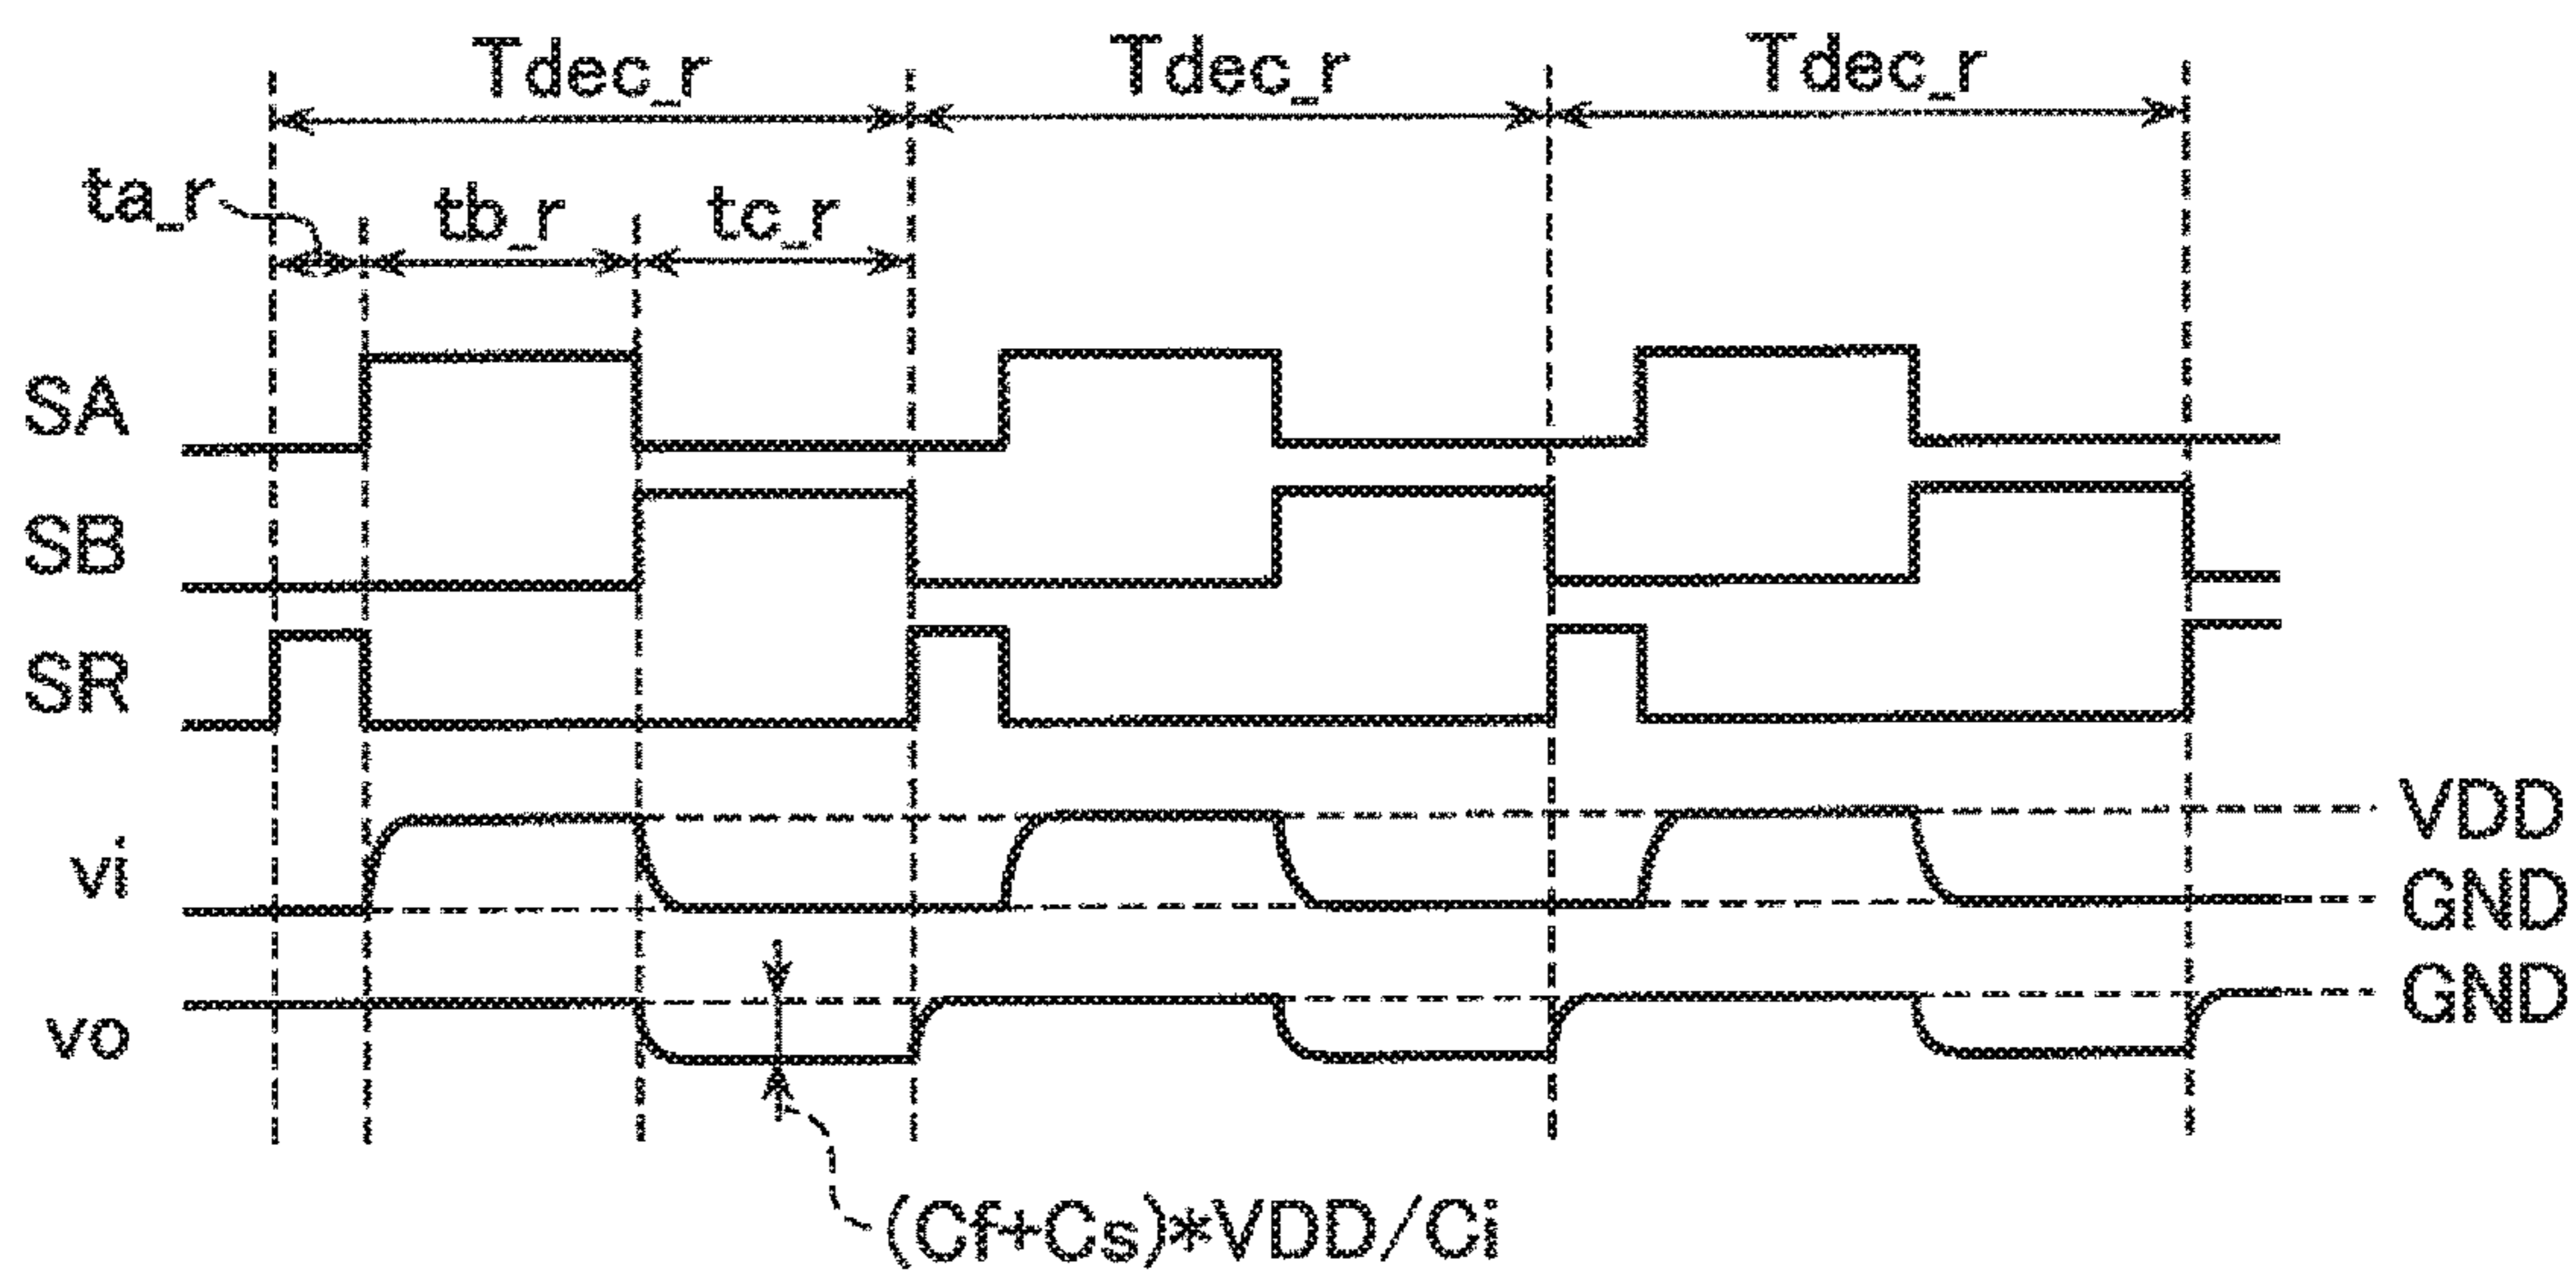 Tdec_r Tdec_r Tdec_r
ta_r tb_r tc_r
SA
SB
SR
VDD
vi
GND
GND
vo
(Cf+Cs)*VDD/Ci